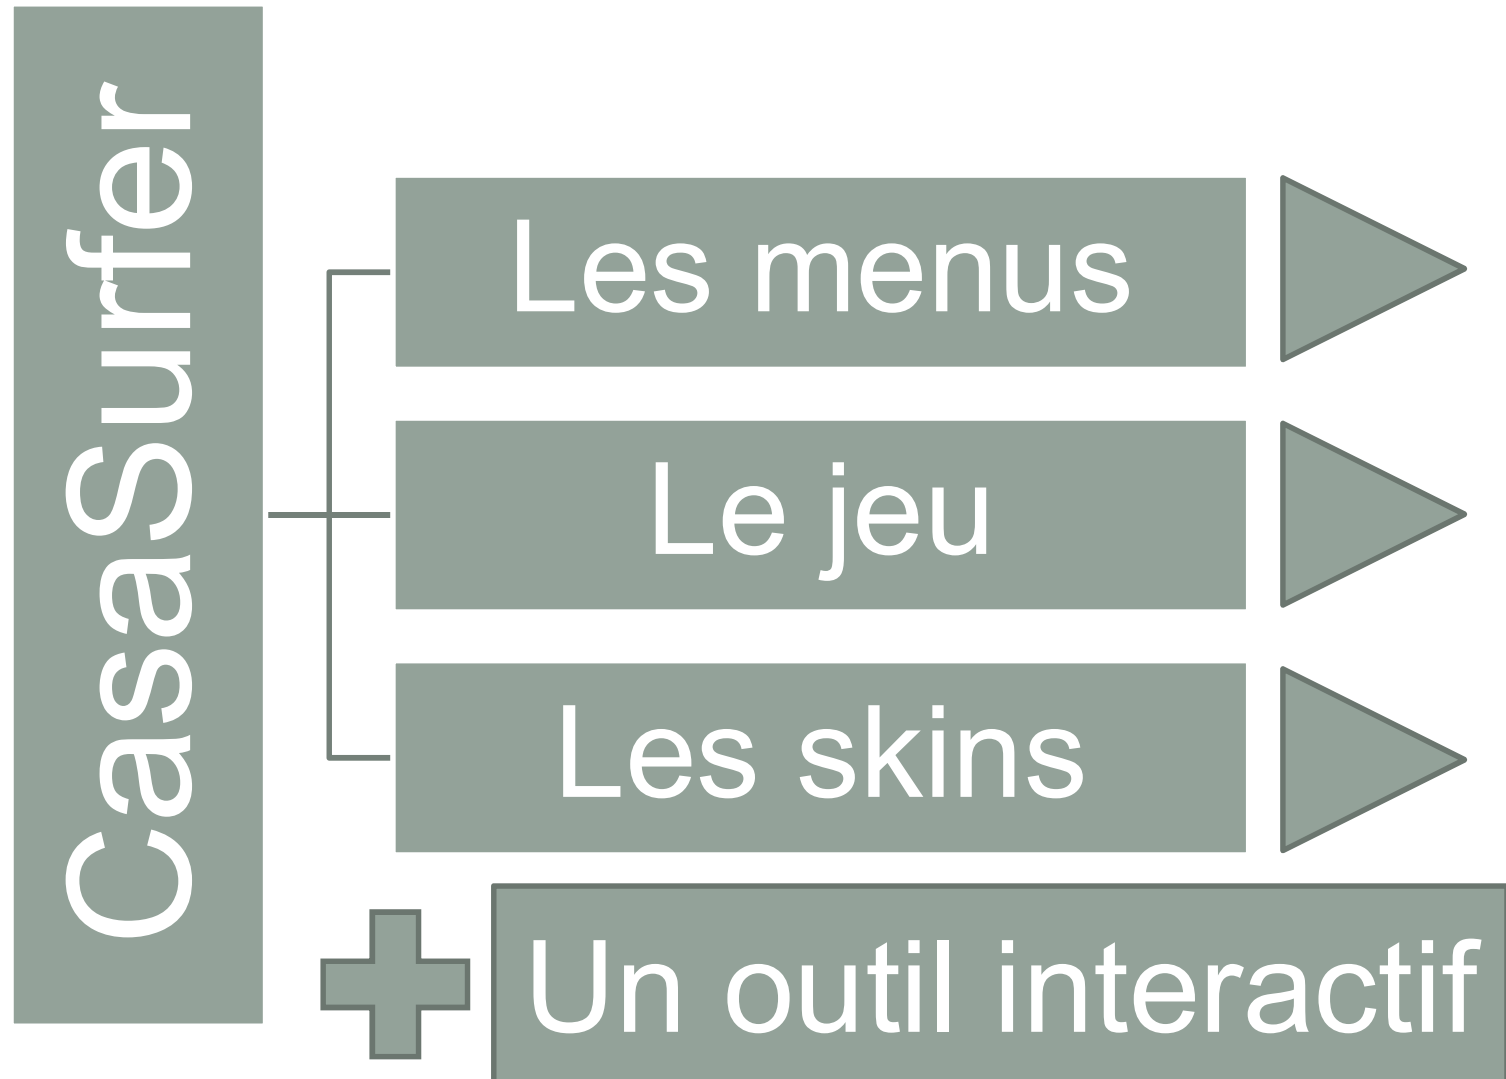 CasaSurfer
Les menus
Le jeu
Les skins
Un outil interactif